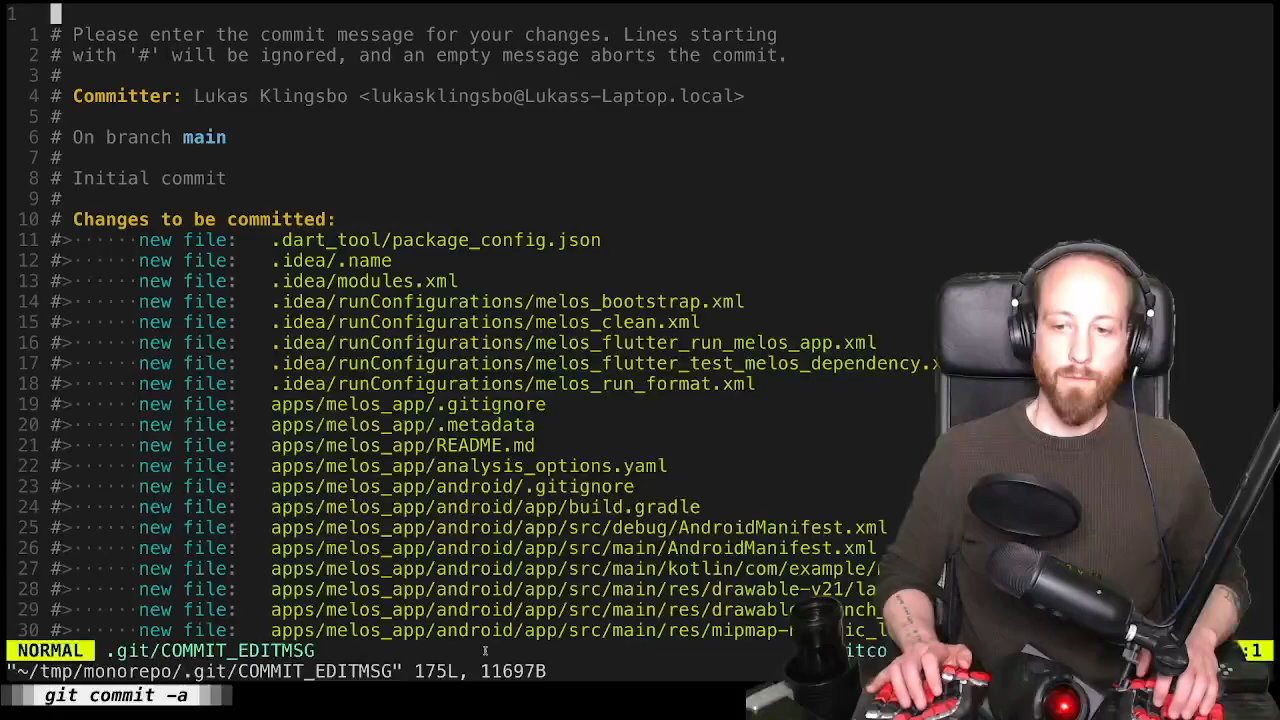 1
1 # Please enter the commit message for your changes. Lines starting
2 # with '#' will be ignored, and an empty message aborts the commit.
3 #
4 # Committer: Lukas Klingsbo <lukasklingsbo@Lukass-Laptop.local>
5 #
6 # On branch main
7 #
8 # Initial commit
9 #
10 # Changes to be committed:
11 #>······new file:   .dart_tool/package_config.json
12 #>······new file:   .idea/.name
13 #>······new file:   .idea/modules.xml
14 #>······new file:   .idea/runConfigurations/melos_bootstrap.xml
15 #>······new file:   .idea/runConfigurations/melos_clean.xml
16 #>······new file:   .idea/runConfigurations/melos_flutter_run_melos_app.xml
17 #>······new file:   .idea/runConfigurations/melos_flutter_test_melos_dependency.x
18 #>······new file:   .idea/runConfigurations/melos_run_format.xml
19 #>······new file:   apps/melos_app/.gitignore
20 #>······new file:   apps/melos_app/.metadata
21 #>······new file:   apps/melos_app/README.md
22 #>······new file:   apps/melos_app/analysis_options.yaml
23 #>······new file:   apps/melos_app/android/.gitignore
24 #>······new file:   apps/melos_app/android/app/build.gradle
25 #>······new file:   apps/melos_app/android/app/src/debug/AndroidManifest.xml
26 #>······new file:   apps/melos_app/android/app/src/main/AndroidManifest.xml
27 #>······new file:   apps/melos_app/android/app/src/main/kotlin/com/example/
28 #>······new file:   apps/melos_app/android/app/src/main/res/drawable-v21/la
29 #>······new file:   apps/melos_app/android/app/src/main/res/drawable
30 #>······new file:   apps/melos_app/android/app/src/main/res/mipmap-
NORMAL .git/COMMIT_EDITMSG itco :1
"~/tmp/monorepo/.git/COMMIT_EDITMSG" 175L, 11697B
git commit -a